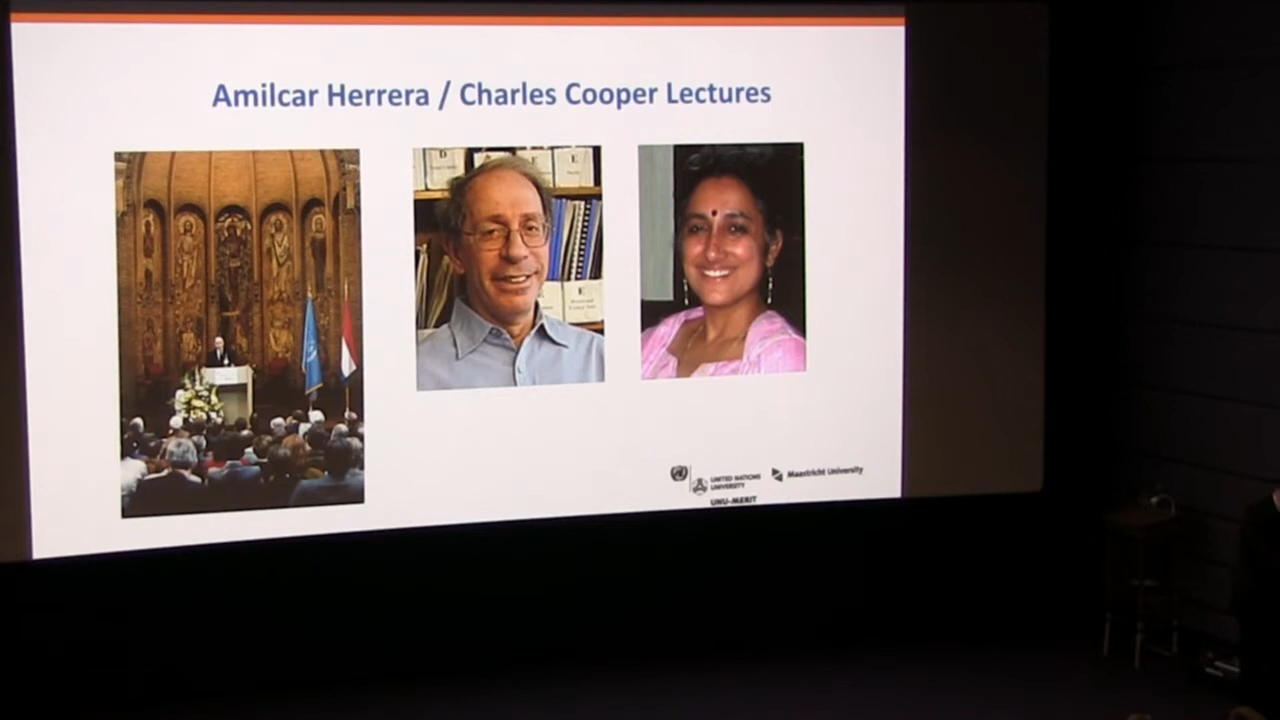 Amilcar Herrera / Charles Cooper Lectures
D
E
E
E
E
UNITED NATIONS
UNIVERSITY
UNU-MERIT
Maastricht University